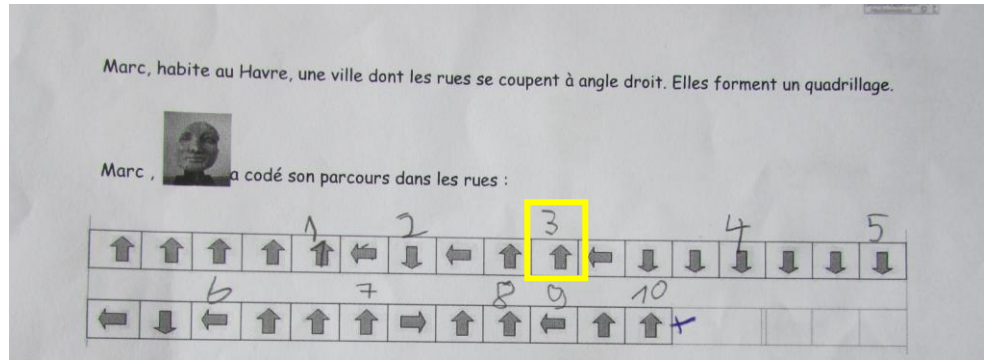 Marc, habite au Havre, une ville dont les rues se coupent à angle droit. Elles forment un quadrillage.
Marc , a codé son parcours dans les rues :
1 2 3 4 5
6 7 8 9 10